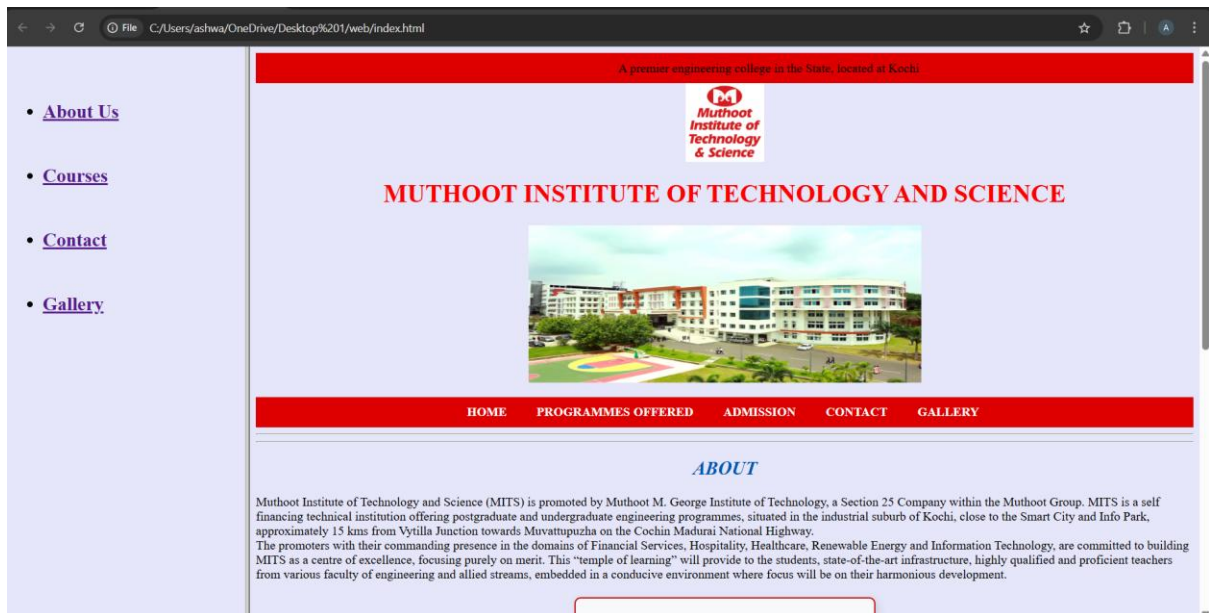 File C:/Users/ashwa/OneDrive/Desktop%201/web/index.html
A
About Us
Courses
Contact
Gallery
A premier engineering college in the State, located at Kochi
Muthoot
Institute of
Technology
& Science
MUTHOOT INSTITUTE OF TECHNOLOGY AND SCIENCE
HOME PROGRAMMES OFFERED ADMISSION CONTACT GALLERY
ABOUT
Muthoot Institute of Technology and Science (MITS) is promoted by Muthoot M. George Institute of Technology, a Section 25 Company within the Muthoot Group. MITS is a self
financing technical institution offering postgraduate and undergraduate engineering programmes, situated in the industrial suburb of Kochi, close to the Smart City and Info Park,
approximately 15 kms from Vytilla Junction towards Muvattupuzha on the Cochin Madurai National Highway.
The promoters with their commanding presence in the domains of Financial Services, Hospitality, Healthcare, Renewable Energy and Information Technology, are committed to building
MITS as a centre of excellence, focusing purely on merit. This “temple of learning” will provide to the students, state-of-the-art infrastructure, highly qualified and proficient teachers
from various faculty of engineering and allied streams, embedded in a conducive environment where focus will be on their harmonious development.